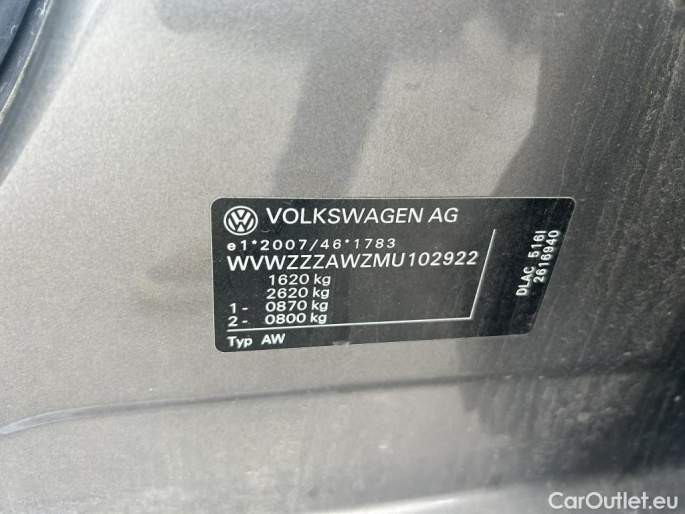 VOLKSWAGEN AG
e1*2007/46*1783
WVWZZZAWZMU102922
1620 kg
2620 kg
1- 0870 kg
2- 0800 kg
Typ AW
DLAC 516I
2616940
CarOutlet.eu